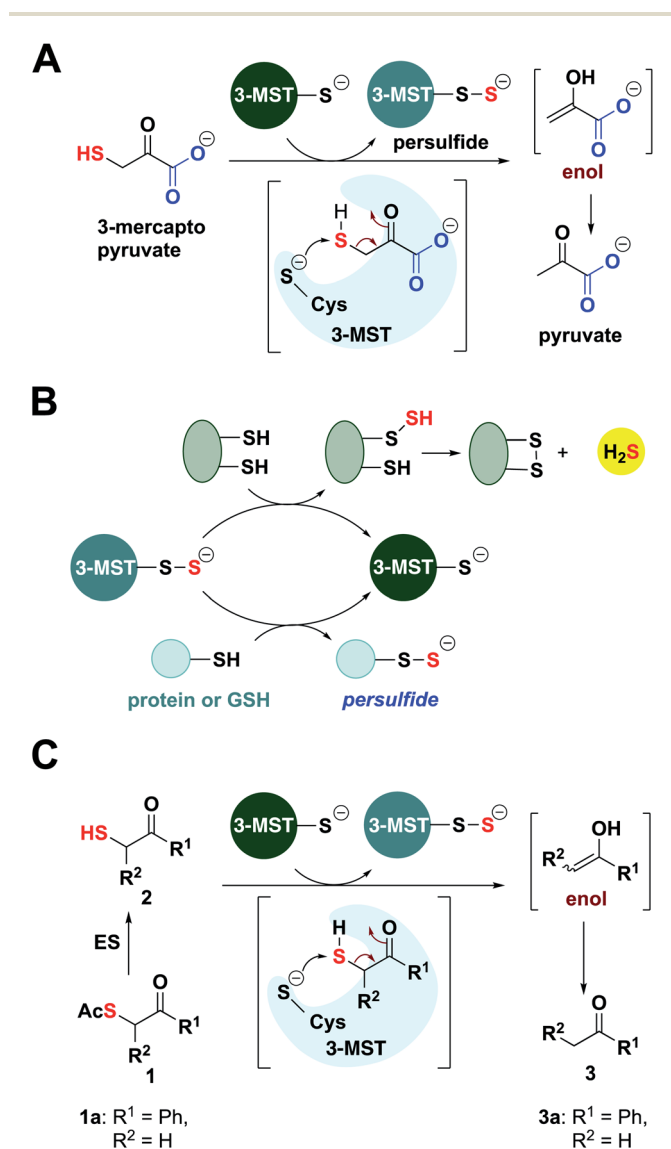 A
3-MST S⊖
3-MST S S⊖
persulfide
HS O O⊖ O
3-mercapto
pyruvate
OH O⊖ O
enol
H
S O O⊖ O
S⊖
Cys
3-MST
O O⊖ O
pyruvate
B
SH
SH
S SH
SH
S
S
+
H2S
3-MST S S⊖
3-MST S⊖
SH
S S⊖
protein or GSH
persulfide
C
HS O
R1
R2
2
3-MST S⊖
3-MST S S⊖
OH
R2 R1
enol
ES
H
S O
R1
R2
S⊖
Cys
3-MST
AcS O
R1
R2
1
O
R2 R1
3
1a: R1 = Ph,
R2 = H
3a: R1 = Ph,
R2 = H